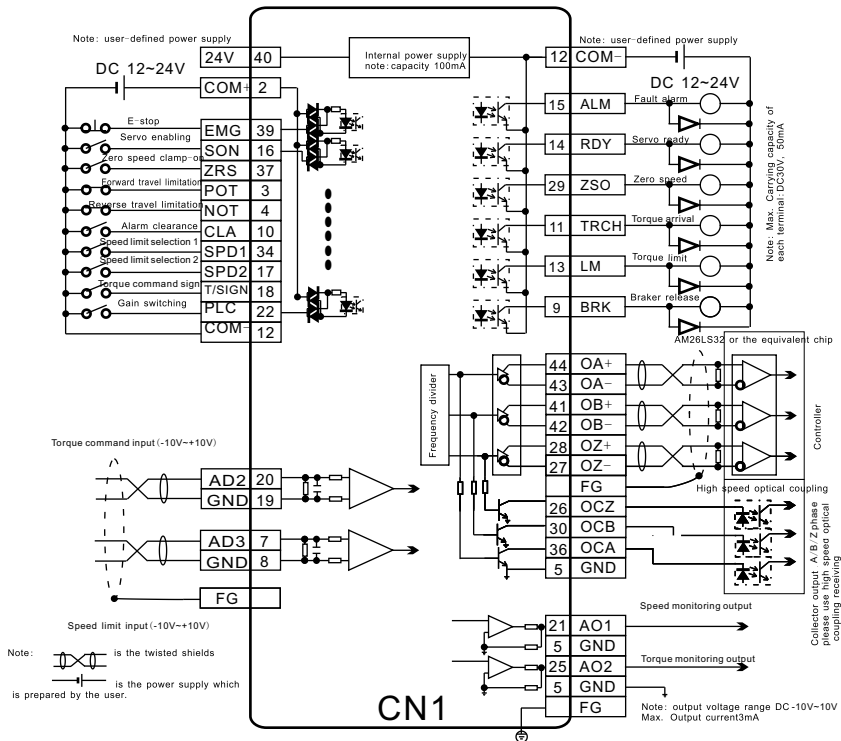 Note: user-defined power supply
24V 40
DC 12~24V
COM+ 2
E-stop
EMG 39
Servo enabling
SON 16
Zero speed clamp-on
ZRS 37
Forward travel limitation
POT 3
Reverse travel limitation
NOT 4
Alarm clearance
CLA 10
Speed limit selection 1
SPD1 34
Speed limit selection 2
SPD2 17
Torque command sign
T/SIGN 18
Gain switching
PLC 22
COM- 12
Internal power supply
note: capacity 100mA
Note: user-defined power supply
12 COM-
DC 12~24V
15 ALM Fault alarm
14 RDY Servo ready
29 ZSO Zero speed
11 TRCH Torque arrival
13 LM Torque limit
9 BRK Braker release
Note: Max. Carrying capacity of
each terminal: DC30V, 50mA
AM26LS32 or the equivalent chip
Frequency divider
44 OA+
43 OA-
41 OB+
42 OB-
28 OZ+
27 OZ-
FG
Controller
High speed optical coupling
26 OCZ
30 OCB
36 OCA
5 GND
Collector output A/B/Z phase
please use high speed optical
coupling receiving
Torque command input(-10V~+10V)
AD2 20
GND 19
AD3 7
GND 8
FG
Speed limit input(-10V~+10V)
Note:
is the twisted shields
is the power supply which
is prepared by the user.
Speed monitoring output
21 AO1
5 GND
Torque monitoring output
25 AO2
5 GND
FG
Note: output voltage range DC-10V~10V
Max. Output current3mA
CN1